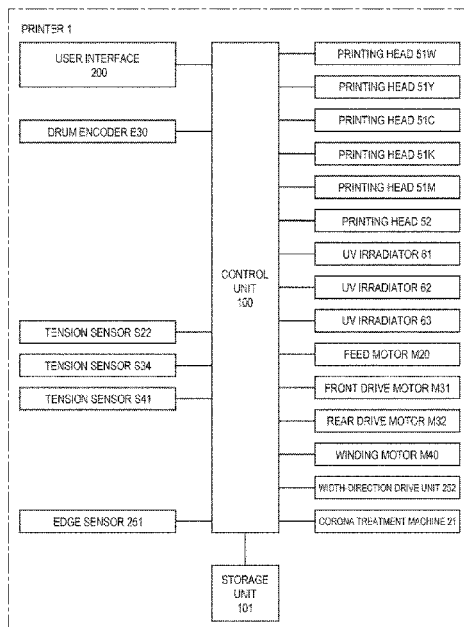 PRINTER 1
USER INTERFACE
200
DRUM ENCODER E30
TENSION SENSOR S22
TENSION SENSOR S34
TENSION SENSOR S41
EDGE SENSOR 251
CONTROL
UNIT
100
STORAGE
UNIT
101
PRINTING HEAD 51W
PRINTING HEAD 51Y
PRINTING HEAD 51C
PRINTING HEAD 51K
PRINTING HEAD 51M
PRINTING HEAD 52
UV IRRADIATOR 61
UV IRRADIATOR 62
UV IRRADIATOR 63
FEED MOTOR M20
FRONT DRIVE MOTOR M31
REAR DRIVE MOTOR M32
WINDING MOTOR M40
WIDTH-DIRECTION DRIVE UNIT 252
CORONA TREATMENT MACHINE 21